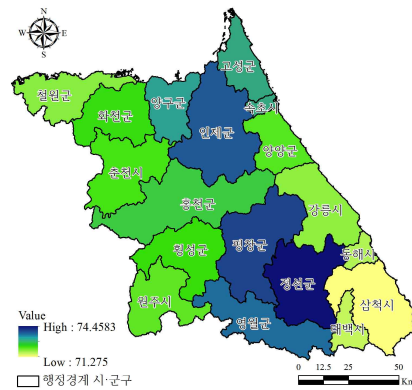 N
W E
S
고성군
철원군
양구군
속초시
화천군
인제군
양양군
춘천시
홍천군
강릉시
평창군
횡성군
동해시
정선군
원주시
삼척시
태백시
영월군
Value
High : 74.4583
Low : 71.275
행정경계 시·군구
0 12.5 25 50
Km